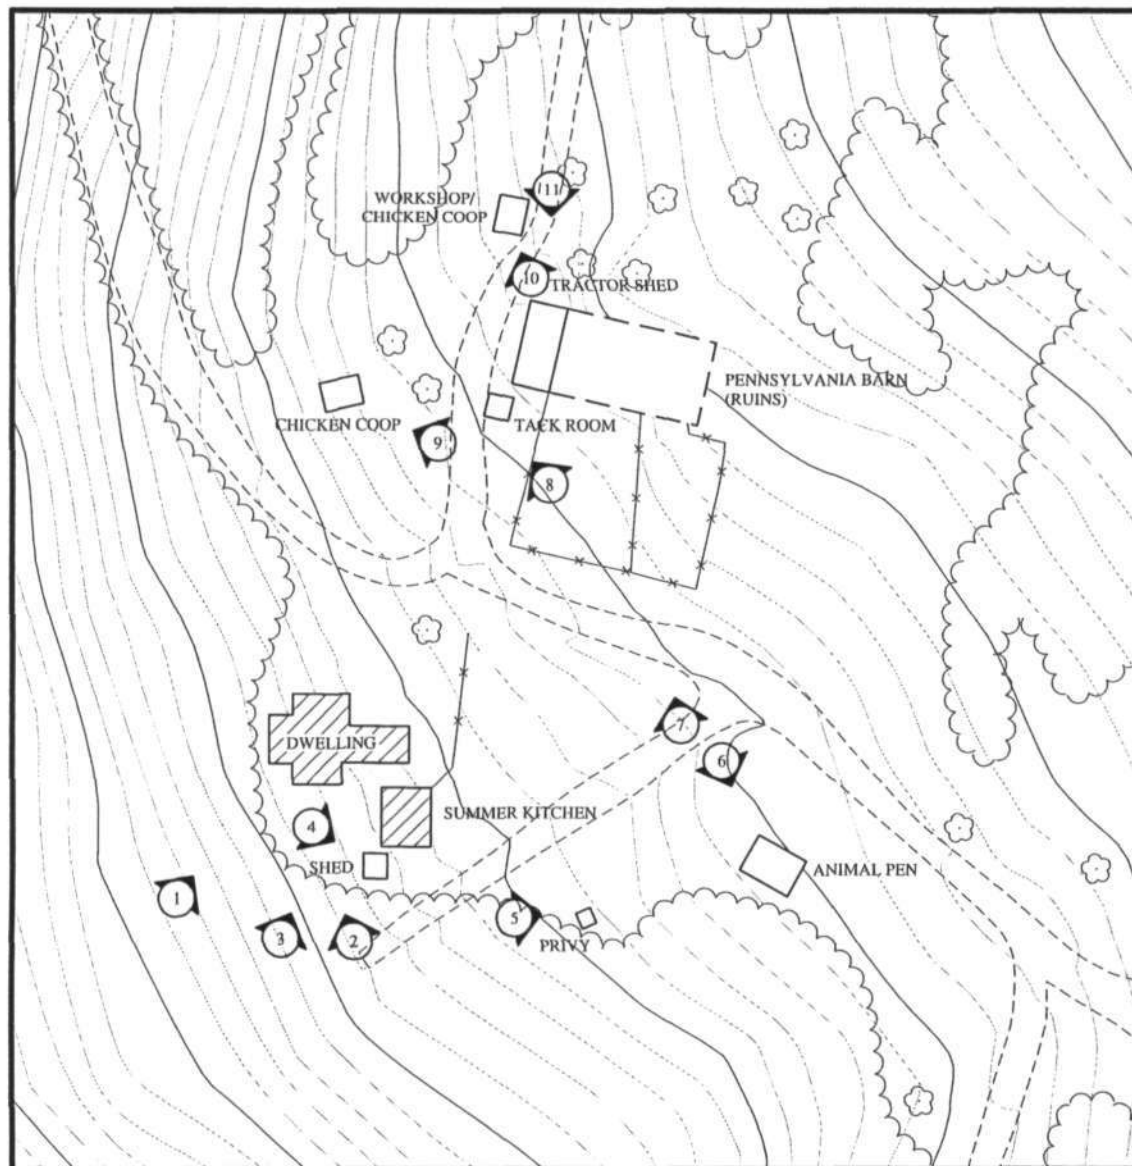 11
WORKSHOP/
CHICKEN COOP
10
TRACTOR SHED
PENNSYLVANIA BARN
(RUINS)
CHICKEN COOP
TACK ROOM
9
8
7
DWELLING
6
SUMMER KITCHEN
4
SHED
ANIMAL PEN
1
5
3
2
PRIVY